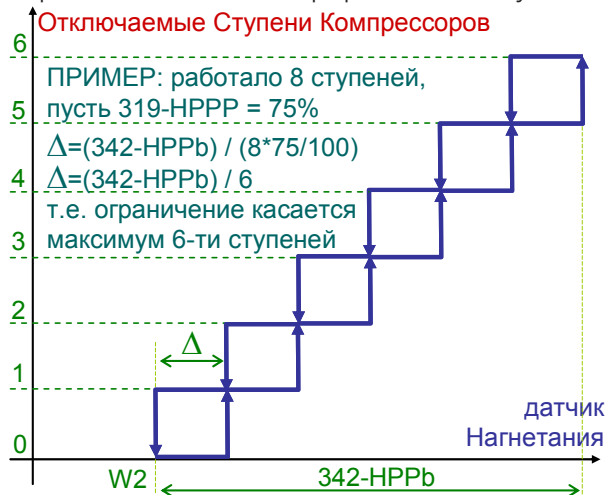 Отключаемые Ступени Компрессоров
6
ПРИМЕР: работало 8 ступеней,
пусть 319-НРРР = 75%
5
Δ=(342-HPPb) / (8*75/100)
Δ=(342-HPPb) / 6
4
т.е. ограничение касается
максимум 6-ти ступеней
3
2
Δ
1
датчик
Нагнетания
0
W2
342-HPPb